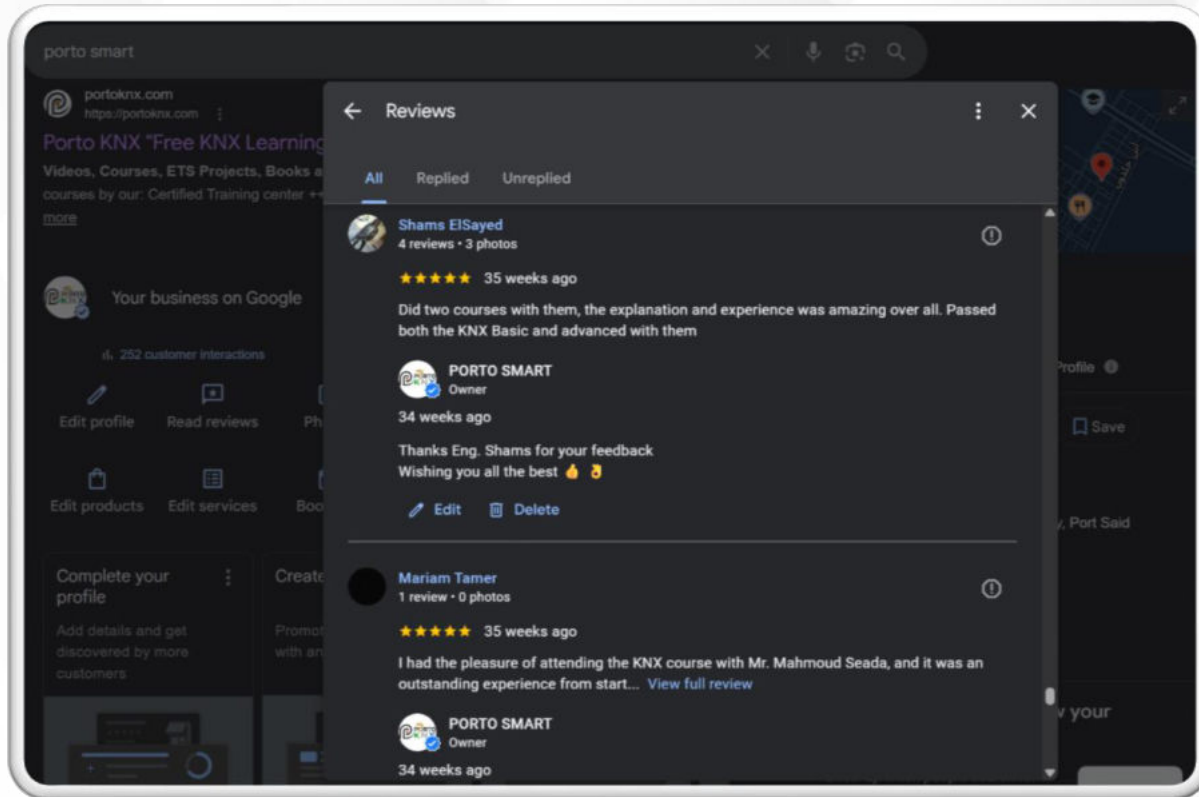 porto smart
portoknx.com
https://portoknx.com
Porto KNX "Free KNX Learning
Videos, Courses, ETS Projects, Books a
courses by our: Certified Training center ++
more
Your business on Google
252 customer interactions
Edit profile
Read reviews
Ph
Edit products
Edit services
Boo
Complete your
profile
Add details and get
discovered by more
customers
Create
Promot
with an
Reviews
All
Replied
Unreplied
Shams ElSayed
4 reviews • 3 photos
35 weeks ago
Did two courses with them, the explanation and experience was amazing over all. Passed
both the KNX Basic and advanced with them
PORTO SMART
Owner
34 weeks ago
Thanks Eng. Shams for your feedback
Wishing you all the best 👍 👌
Edit
Delete
Mariam Tamer
1 review • 0 photos
35 weeks ago
I had the pleasure of attending the KNX course with Mr. Mahmoud Seada, and it was an
outstanding experience from start... View full review
PORTO SMART
Owner
34 weeks ago
Profile
Save
, Port Said
your